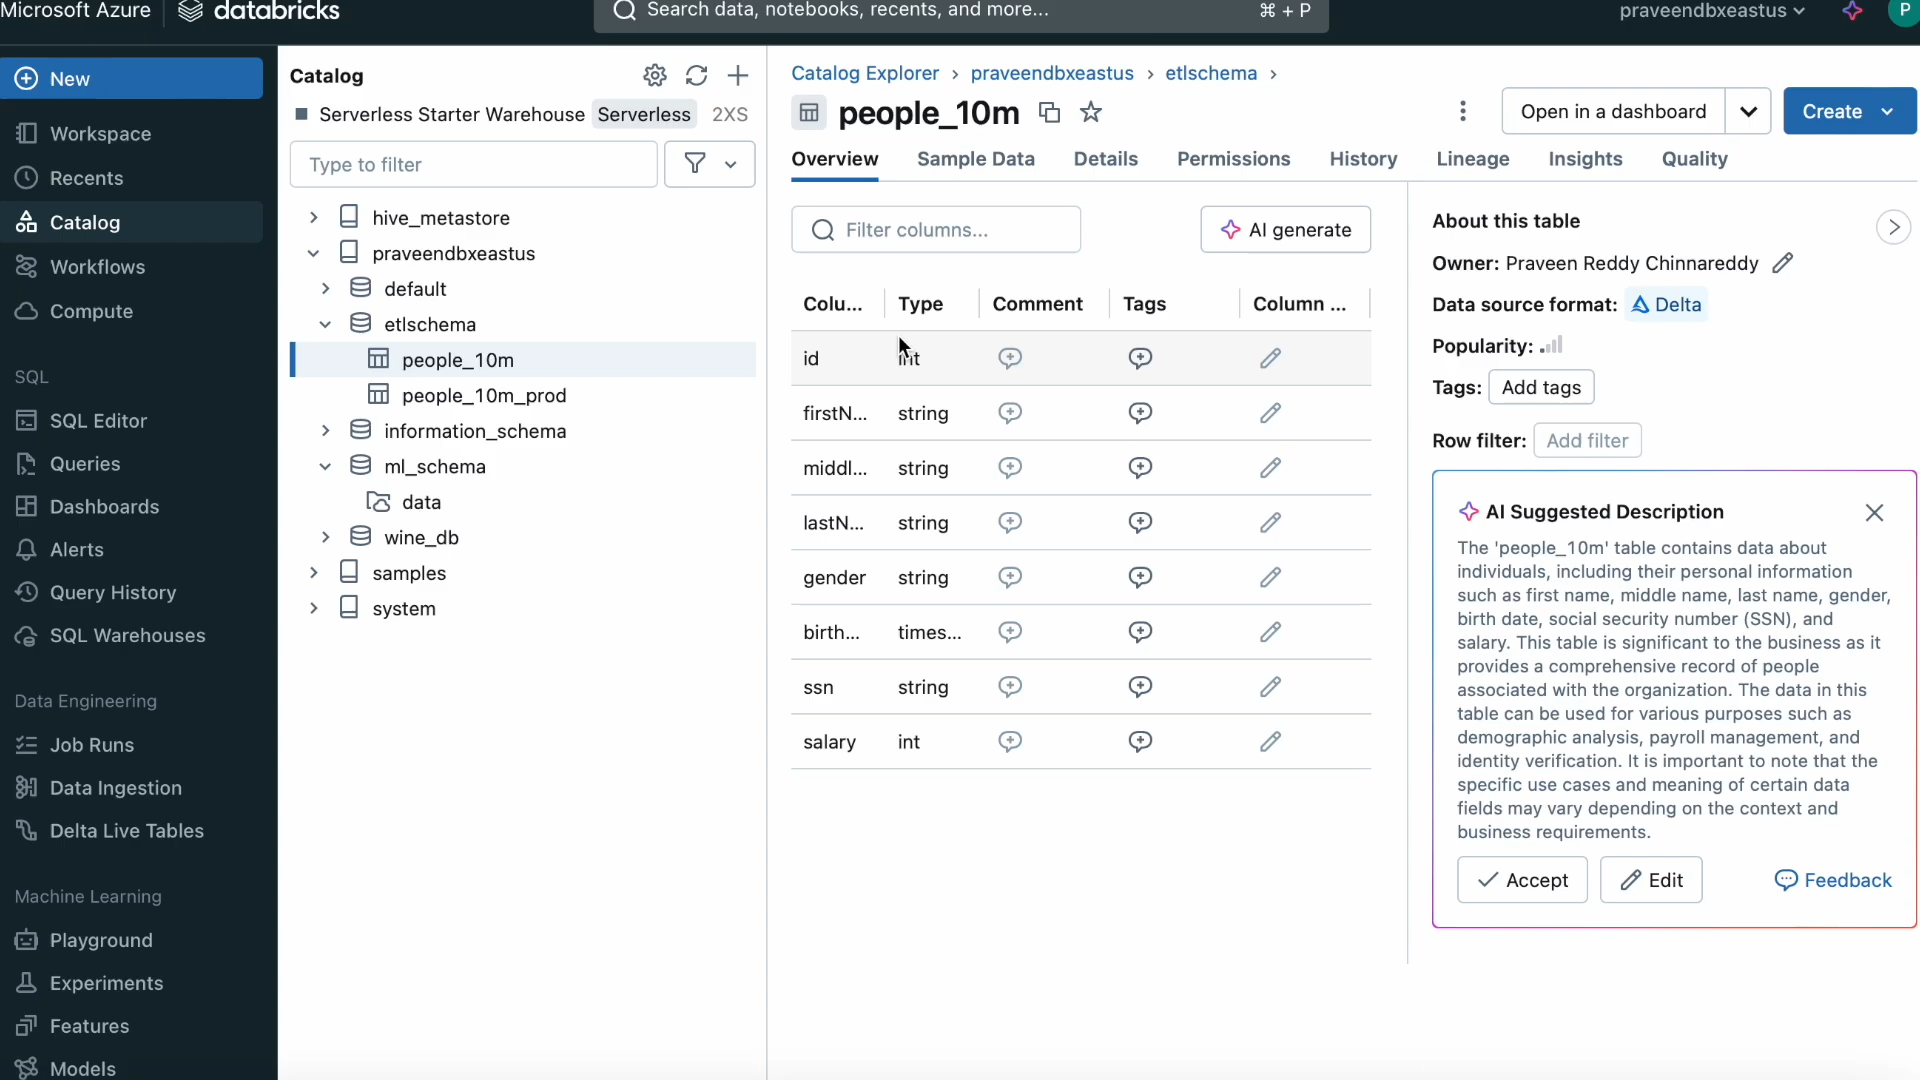 Microsoft Azure
databricks
Search data, notebooks, recents, and more...
⌘ + P
praveendbxeastus
P
New
Workspace
Recents
Catalog
Workflows
Compute
SQL
SQL Editor
Queries
Dashboards
Alerts
Query History
SQL Warehouses
Data Engineering
Job Runs
Data Ingestion
Delta Live Tables
Machine Learning
Playground
Experiments
Features
Models
Catalog
Serverless Starter Warehouse Serverless 2XS
Type to filter
hive_metastore
praveendbxeastus
default
etlschema
people_10m
people_10m_prod
information_schema
ml_schema
data
wine_db
samples
system
Catalog Explorer > praveendbxeastus > etlschema >
people_10m
Open in a dashboard
Create
Overview Sample Data Details Permissions History Lineage Insights Quality
Filter columns...
AI generate
Colu... Type Comment Tags Column ...
id int
firstN... string
middl... string
lastN... string
gender string
birth... times...
ssn string
salary int
About this table
Owner: Praveen Reddy Chinnareddy
Data source format: Delta
Popularity:
Tags: Add tags
Row filter: Add filter
AI Suggested Description
The 'people_10m' table contains data about
individuals, including their personal information
such as first name, middle name, last name, gender,
birth date, social security number (SSN), and
salary. This table is significant to the business as it
provides a comprehensive record of people
associated with the organization. The data in this
table can be used for various purposes such as
demographic analysis, payroll management, and
identity verification. It is important to note that the
specific use cases and meaning of certain data
fields may vary depending on the context and
business requirements.
Accept
Edit
Feedback